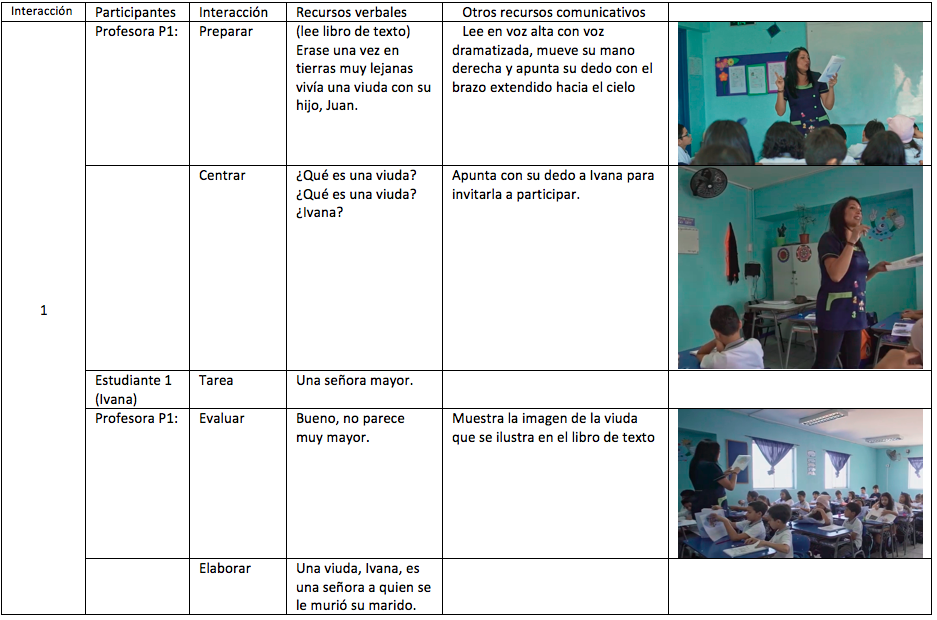 Interacción Participantes Interacción Recursos verbales Otros recursos comunicativos
1
Profesora P1: Preparar
(lee libro de texto)
Erase una vez en
tierras muy lejanas
vivía una viuda con su
hijo, Juan.
Lee en voz alta con voz
dramatizada, mueve su mano
derecha y apunta su dedo con el
brazo extendido hacia el cielo
Centrar
¿Qué es una viuda?
¿Qué es una viuda?
¿Ivana?
Apunta con su dedo a Ivana para
invitarla a participar.
Estudiante 1
(Ivana)
Tarea
Una señora mayor.
Profesora P1: Evaluar
Bueno, no parece
muy mayor.
Muestra la imagen de la viuda
que se ilustra en el libro de texto
Elaborar
Una viuda, Ivana, es
una señora a quien se
le murió su marido.